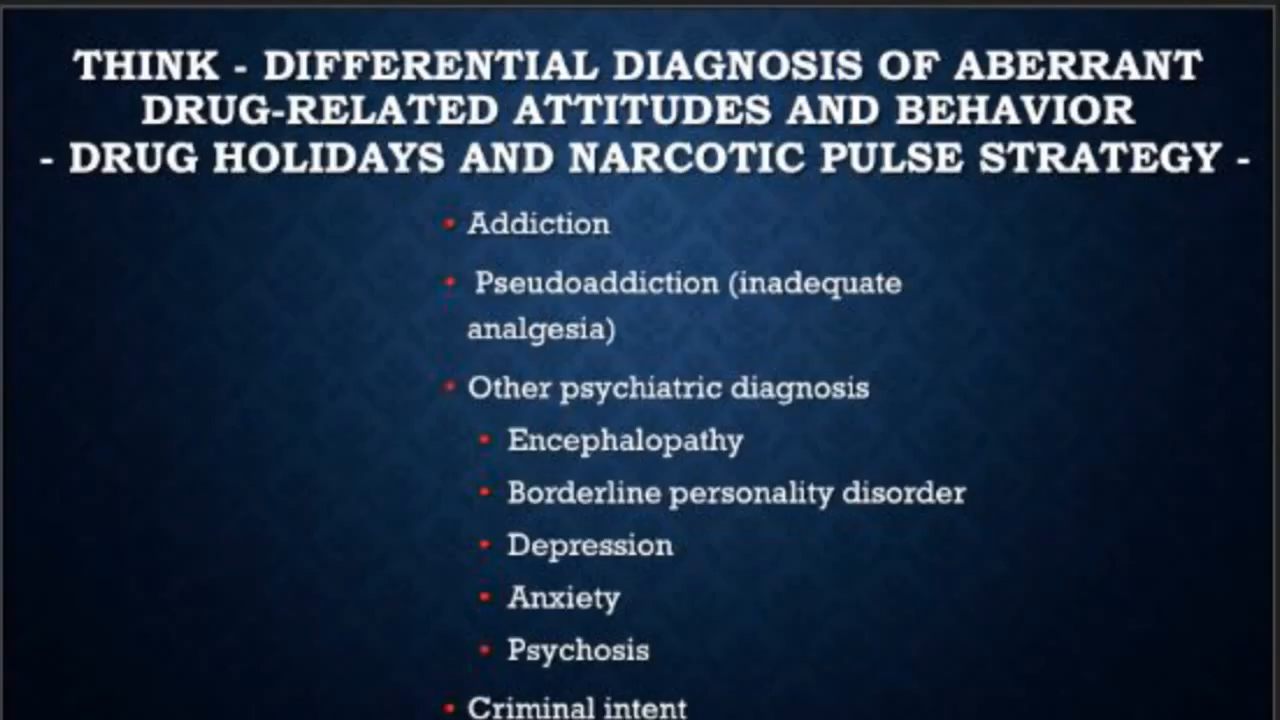 THINK - DIFFERENTIAL DIAGNOSIS OF ABERRANT
DRUG-RELATED ATTITUDES AND BEHAVIOR
- DRUG HOLIDAYS AND NARCOTIC PULSE STRATEGY -
• Addiction
• Pseudoaddiction (inadequate
analgesia)
• Other psychiatric diagnosis
• Encephalopathy
• Borderline personality disorder
• Depression
• Anxiety
• Psychosis
• Criminal intent